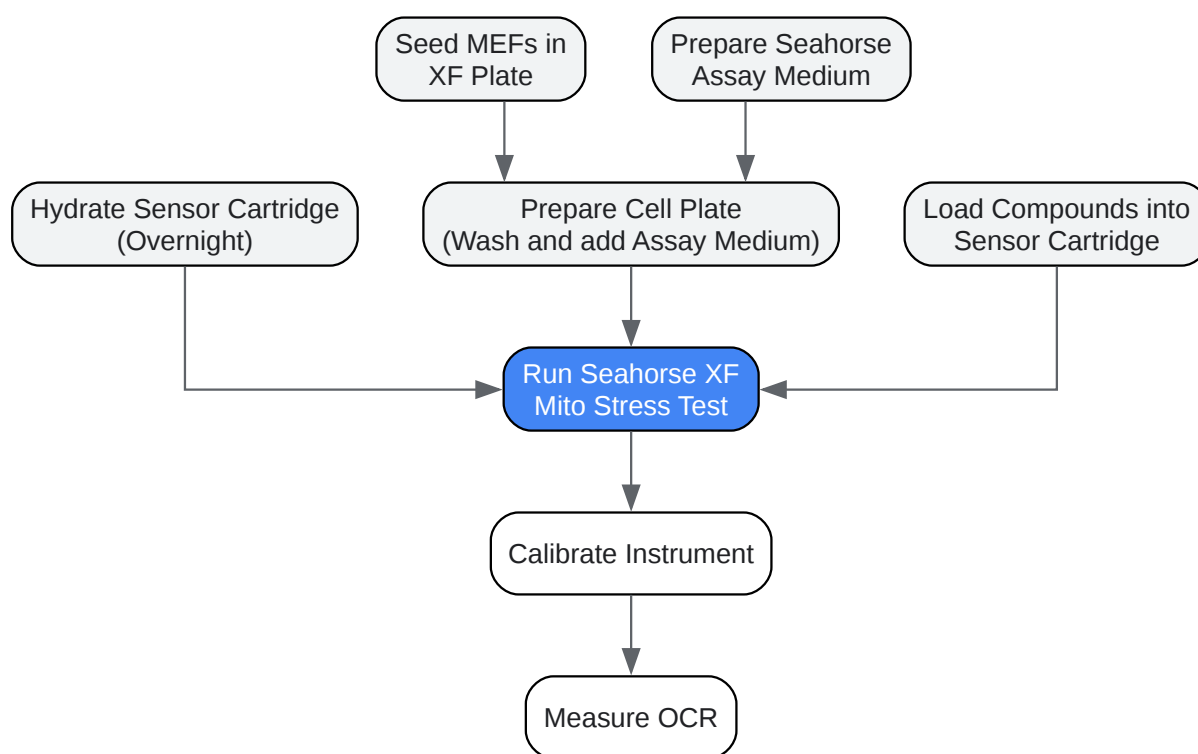 Seed MEFs in
XF Plate
Prepare Seahorse
Assay Medium
Hydrate Sensor Cartridge
(Overnight)
Prepare Cell Plate
(Wash and add Assay Medium)
Load Compounds into
Sensor Cartridge
Run Seahorse XF
Mito Stress Test
Calibrate Instrument
Measure OCR